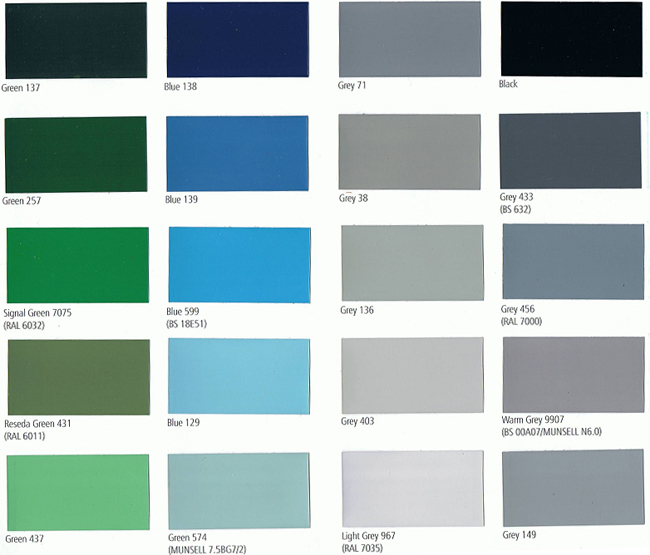 Green 137
Blue 138
Grey 71
Black
Green 257
Blue 139
Grey 38
Grey 433
(BS 632)
Signal Green 7075
(RAL 6032)
Blue 599
(BS 18E51)
Grey 136
Grey 456
(RAL 7000)
Reseda Green 431
(RAL 6011)
Blue 129
Grey 403
Warm Grey 9907
(BS 00A07/MUNSELL N6.0)
Green 437
Green 574
(MUNSELL 7.5BG7/2)
Light Grey 967
(RAL 7035)
Grey 149